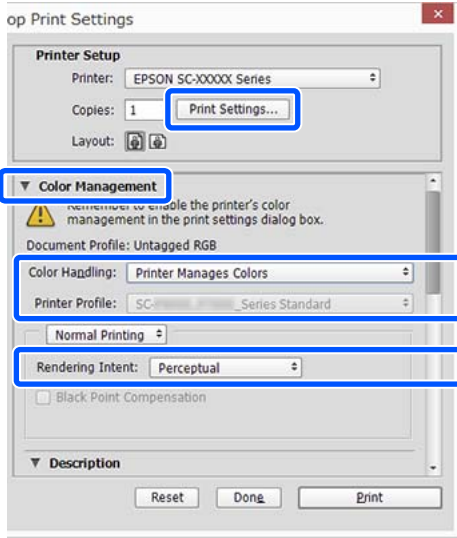 op Print Settings
Printer Setup
Printer: EPSON SC-XXXXX Series
Copies: 1 Print Settings...
Layout:
Color Management
Remember to enable the printer's color
management in the print settings dialog box.
Document Profile: Untagged RGB
Color Handling: Printer Manages Colors
Printer Profile: SC- _Series Standard
Normal Printing
Rendering Intent: Perceptual
Black Point Compensation
Description
Reset Done Print